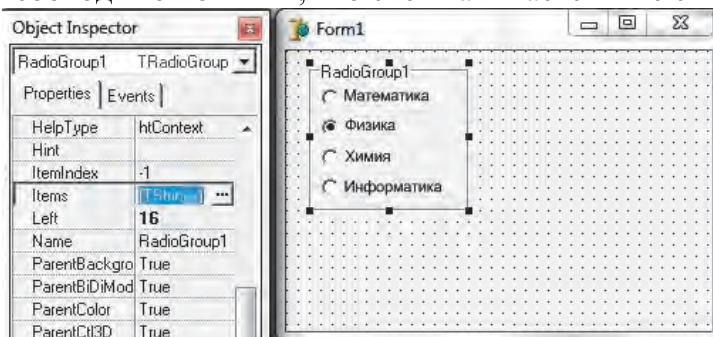 Object Inspector
RadioGroup1 TRadioGroup
Properties Events
HelpType htContext
Hint
ItemIndex -1
Items
Left 16
Name RadioGroup1
ParentBackgro True
ParentBiDiMod True
ParentColor True
ParentCtl3D True
Form1
RadioGroup1
Математика
Физика
Химия
Информатика